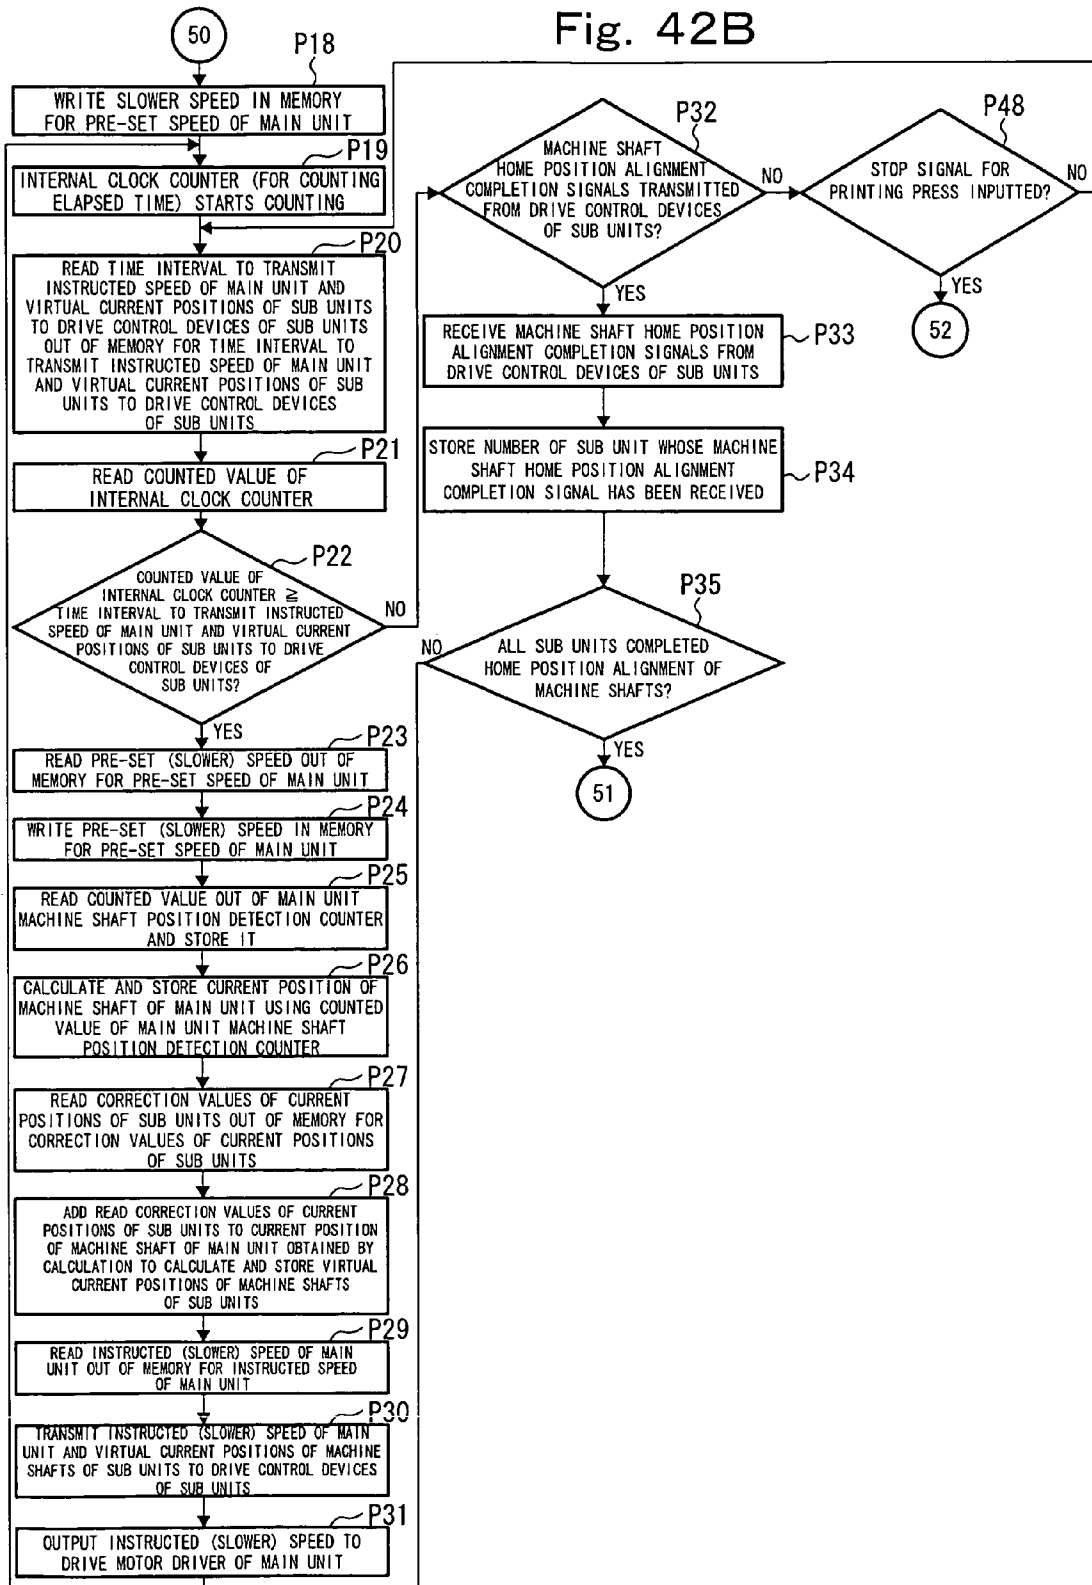 Fig. 42B
50
P18
WRITE SLOWER SPEED IN MEMORY
FOR PRE-SET SPEED OF MAIN UNIT
P19
INTERNAL CLOCK COUNTER (FOR COUNTING
ELAPSED TIME) STARTS COUNTING
P20
READ TIME INTERVAL TO TRANSMIT
INSTRUCTED SPEED OF MAIN UNIT AND
VIRTUAL CURRENT POSITIONS OF SUB UNITS
TO DRIVE CONTROL DEVICES OF SUB UNITS
OUT OF MEMORY FOR TIME INTERVAL TO
TRANSMIT INSTRUCTED SPEED OF MAIN UNIT
AND VIRTUAL CURRENT POSITIONS OF SUB
UNITS TO DRIVE CONTROL DEVICES
OF SUB UNITS
P21
READ COUNTED VALUE OF
INTERNAL CLOCK COUNTER
P22
COUNTED VALUE OF
INTERNAL CLOCK COUNTER ≧
TIME INTERVAL TO TRANSMIT INSTRUCTED
SPEED OF MAIN UNIT AND VIRTUAL CURRENT
POSITIONS OF SUB UNITS TO DRIVE
CONTROL DEVICES OF
SUB UNITS?
NO
YES
P23
READ PRE-SET (SLOWER) SPEED OUT OF
MEMORY FOR PRE-SET SPEED OF MAIN UNIT
P24
WRITE PRE-SET (SLOWER) SPEED IN MEMORY
FOR PRE-SET SPEED OF MAIN UNIT
P25
READ COUNTED VALUE OUT OF MAIN UNIT
MACHINE SHAFT POSITION DETECTION COUNTER
AND STORE IT
P26
CALCULATE AND STORE CURRENT POSITION OF
MACHINE SHAFT OF MAIN UNIT USING COUNTED
VALUE OF MAIN UNIT MACHINE SHAFT
POSITION DETECTION COUNTER
P27
READ CORRECTION VALUES OF CURRENT
POSITIONS OF SUB UNITS OUT OF MEMORY FOR
CORRECTION VALUES OF CURRENT POSITIONS
OF SUB UNITS
P28
ADD READ CORRECTION VALUES OF CURRENT
POSITIONS OF SUB UNITS TO CURRENT POSITION
OF MACHINE SHAFT OF MAIN UNIT OBTAINED BY
CALCULATION TO CALCULATE AND STORE VIRTUAL
CURRENT POSITIONS OF MACHINE SHAFTS
OF SUB UNITS
P29
READ INSTRUCTED (SLOWER) SPEED OF MAIN
UNIT OUT OF MEMORY FOR INSTRUCTED SPEED
OF MAIN UNIT
P30
TRANSMIT INSTRUCTED (SLOWER) SPEED OF MAIN
UNIT AND VIRTUAL CURRENT POSITIONS OF MACHINE
SHAFTS OF SUB UNITS TO DRIVE CONTROL DEVICES
OF SUB UNITS
P31
OUTPUT INSTRUCTED (SLOWER) SPEED TO
DRIVE MOTOR DRIVER OF MAIN UNIT
P32
MACHINE SHAFT
HOME POSITION ALIGNMENT
COMPLETION SIGNALS TRANSMITTED
FROM DRIVE CONTROL DEVICES
OF SUB UNITS?
NO
YES
P33
RECEIVE MACHINE SHAFT HOME POSITION
ALIGNMENT COMPLETION SIGNALS FROM
DRIVE CONTROL DEVICES OF SUB UNITS
P34
STORE NUMBER OF SUB UNIT WHOSE MACHINE
SHAFT HOME POSITION ALIGNMENT
COMPLETION SIGNAL HAS BEEN RECEIVED
P35
ALL SUB UNITS COMPLETED
HOME POSITION ALIGNMENT OF
MACHINE SHAFTS?
NO
YES
51
P48
STOP SIGNAL FOR
PRINTING PRESS INPUTTED?
NO
YES
52